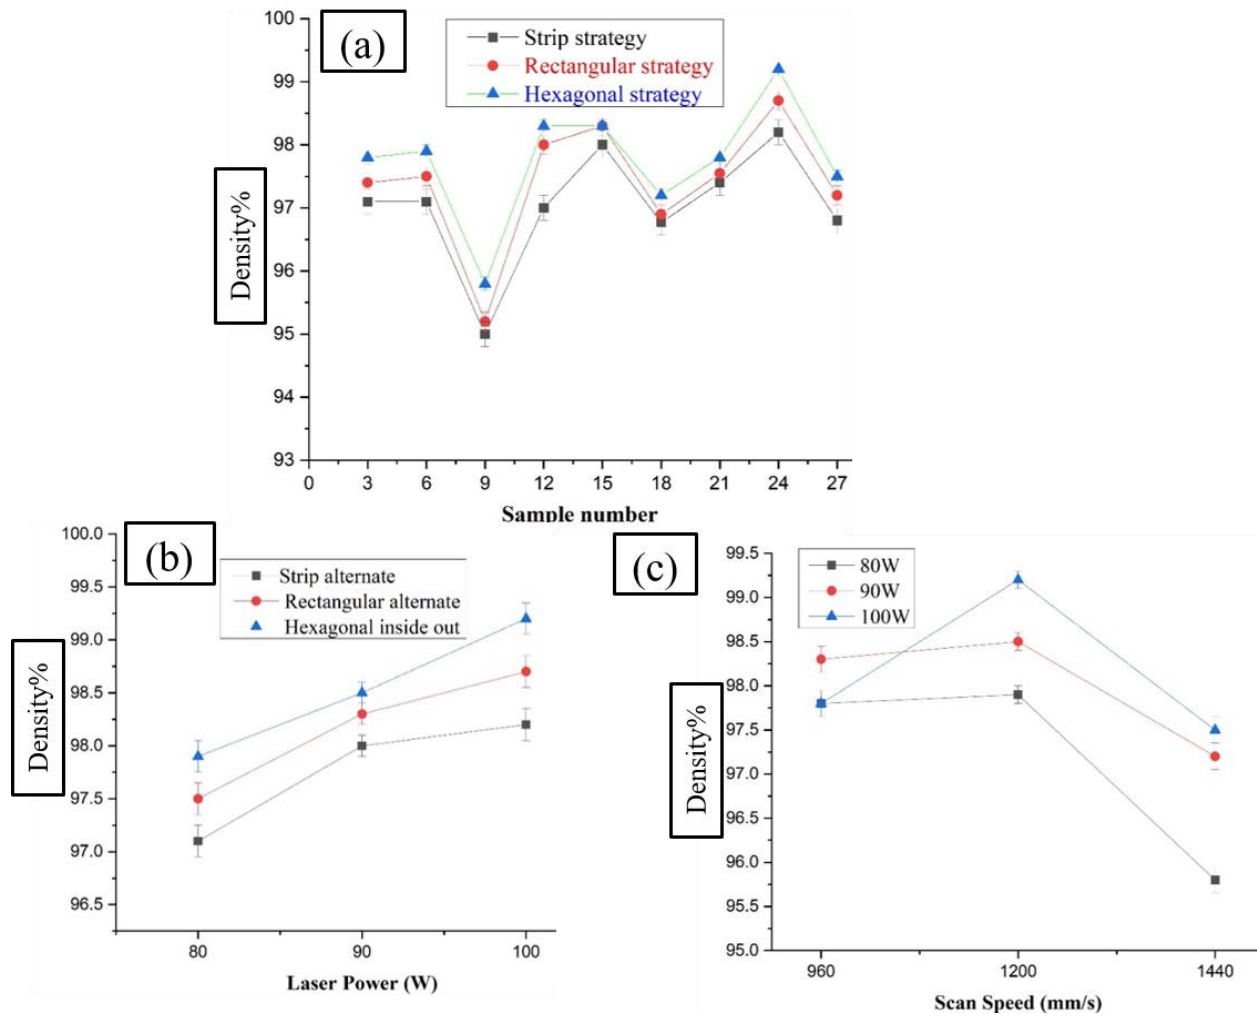 (a)
Strip strategy
Rectangular strategy
Hexagonal strategy
100
99
98
97
96
95
94
93
Density%
0 3 6 9 12 15 18 21 24 27
Sample number
(b)
Strip alternate
Rectangular alternate
Hexagonal inside out
100.0
99.5
99.0
98.5
98.0
97.5
97.0
96.5
Density%
80 90 100
Laser Power (W)
(c)
80W
90W
100W
99.5
99.0
98.5
98.0
97.5
97.0
96.5
96.0
95.5
95.0
Density%
960 1200 1440
Scan Speed (mm/s)